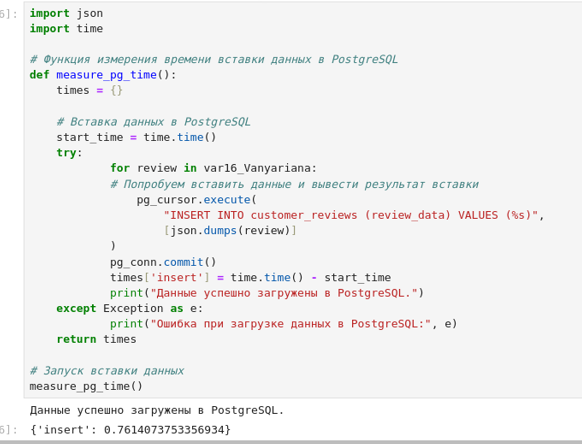 6]:
import json
import time

# Функция измерения времени вставки данных в PostgreSQL
def measure_pg_time():
    times = {}

    # Вставка данных в PostgreSQL
    start_time = time.time()
    try:
            for review in var16_Vanyariana:
            # Попробуем вставить данные и вывести результат вставки
                pg_cursor.execute(
                    "INSERT INTO customer_reviews (review_data) VALUES (%s)",
                    [json.dumps(review)]
            )
            pg_conn.commit()
            times['insert'] = time.time() - start_time
            print("Данные успешно загружены в PostgreSQL.")
    except Exception as e:
            print("Ошибка при загрузке данных в PostgreSQL:", e)
    return times

# Запуск вставки данных
measure_pg_time()
Данные успешно загружены в PostgreSQL.
6]:
{'insert': 0.7614073753356934}